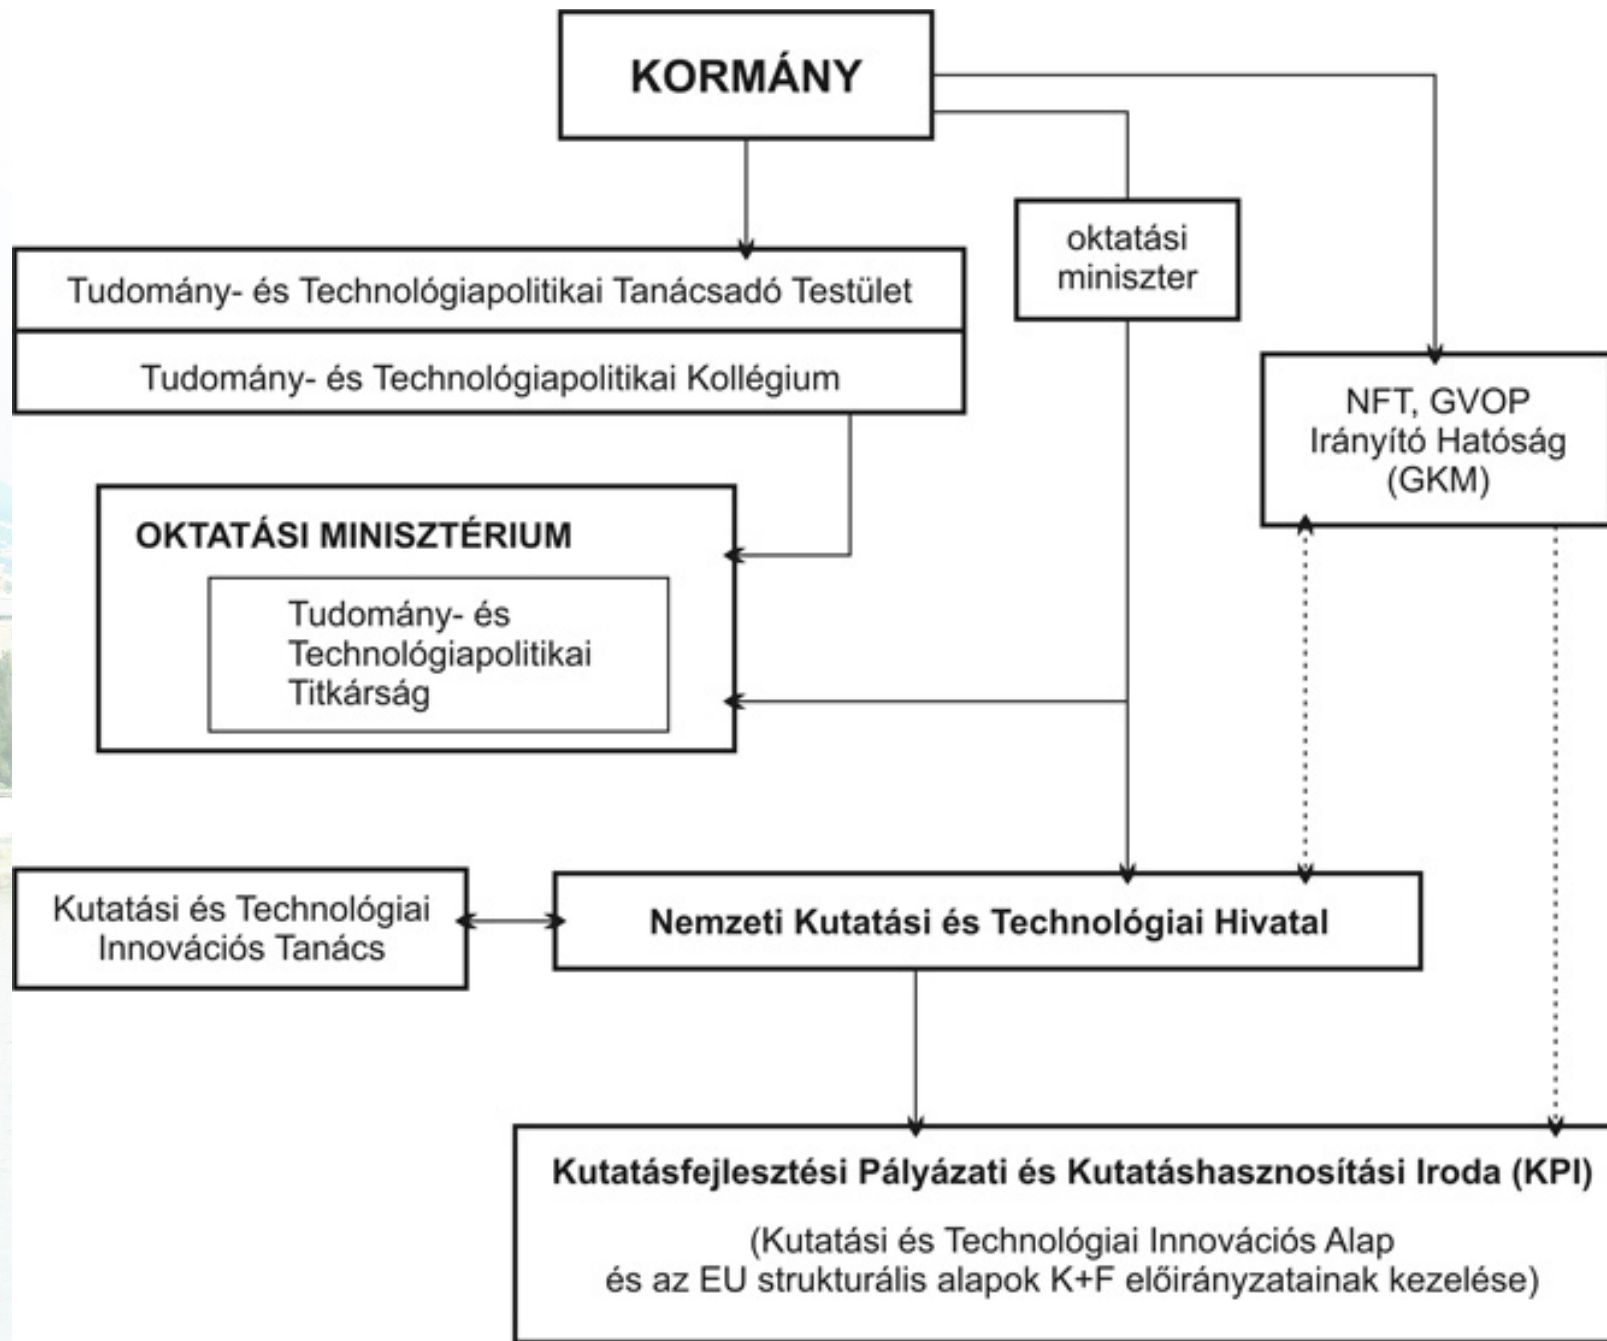 KORMÁNY
oktatási
miniszter
Tudomány- és Technológiapolitikai Tanácsadó Testület
Tudomány- és Technológiapolitikai Kollégium
NFT, GVOP
Irányító Hatóság
(GKM)
OKTATÁSI MINISZTÉRIUM
Tudomány- és
Technológiapolitikai
Titkárság
Kutatási és Technológiai
Innovációs Tanács
Nemzeti Kutatási és Technológiai Hivatal
Kutatásfejlesztési Pályázati és Kutatáshasznosítási Iroda (KPI)
(Kutatási és Technológiai Innovációs Alap
és az EU strukturális alapok K+F előirányzatainak kezelése)